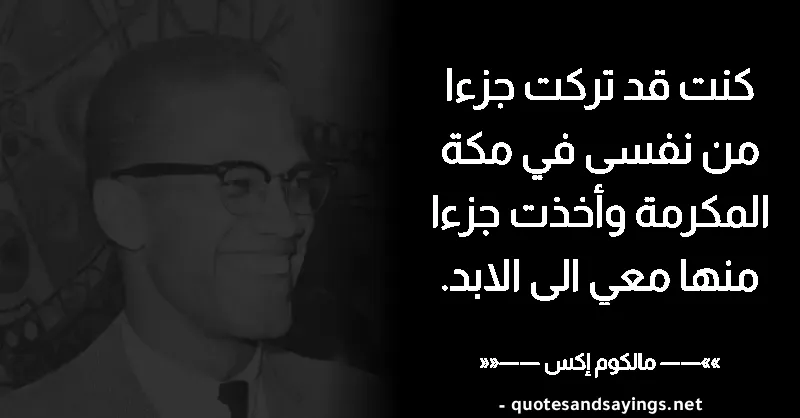 كنت قد تركت جزءا
من نفسى في مكة
المكرمة وأخذت جزءا
منها معي الى الابد.
»»—— مالكوم إكس ——««
- quotesandsayings.net